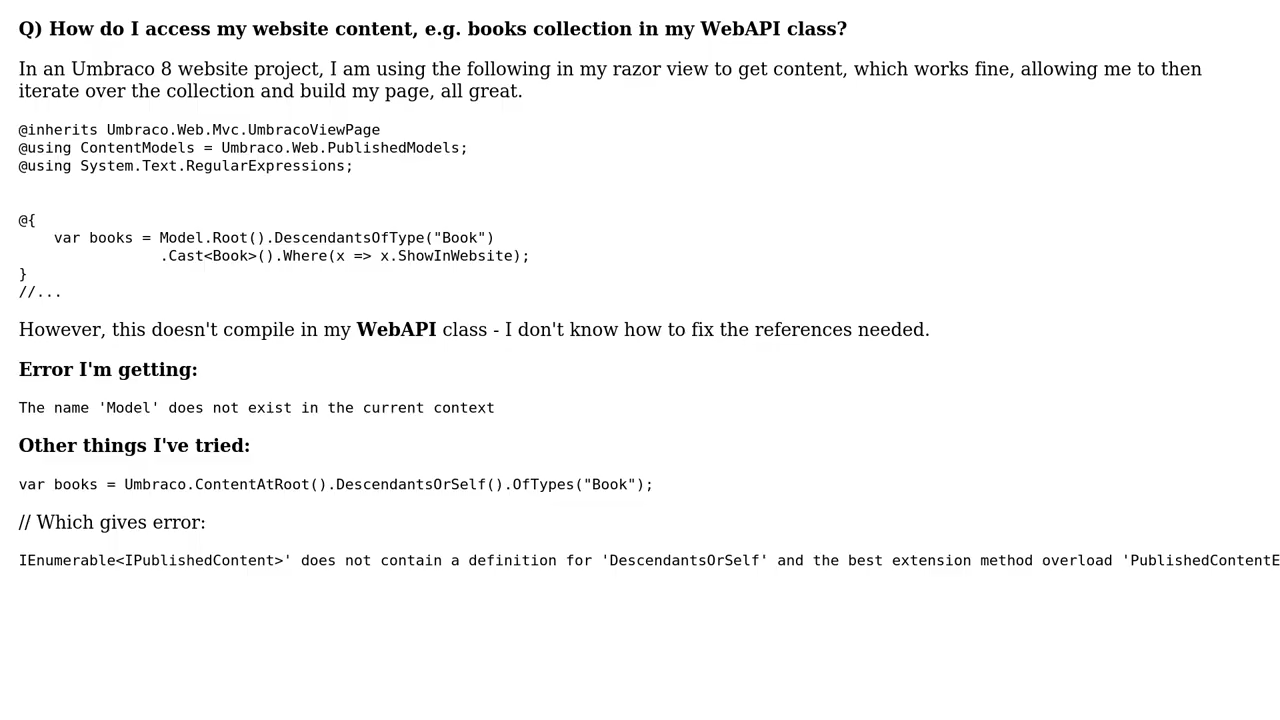 Q) How do I access my website content, e.g. books collection in my WebAPI class?
In an Umbraco 8 website project, I am using the following in my razor view to get content, which works fine, allowing me to then
iterate over the collection and build my page, all great.
@inherits Umbraco.Web.Mvc.UmbracoViewPage
@using ContentModels = Umbraco.Web.PublishedModels;
@using System.Text.RegularExpressions;
@{
    var books = Model.Root().DescendantsOfType("Book")
                .Cast<Book>().Where(x => x.ShowInWebsite);
}
//...
However, this doesn't compile in my WebAPI class - I don't know how to fix the references needed.
Error I'm getting:
The name 'Model' does not exist in the current context
Other things I've tried:
var books = Umbraco.ContentAtRoot().DescendantsOrSelf().OfTypes("Book");
// Which gives error:
IEnumerable<IPublishedContent>' does not contain a definition for 'DescendantsOrSelf' and the best extension method overload 'PublishedContentE